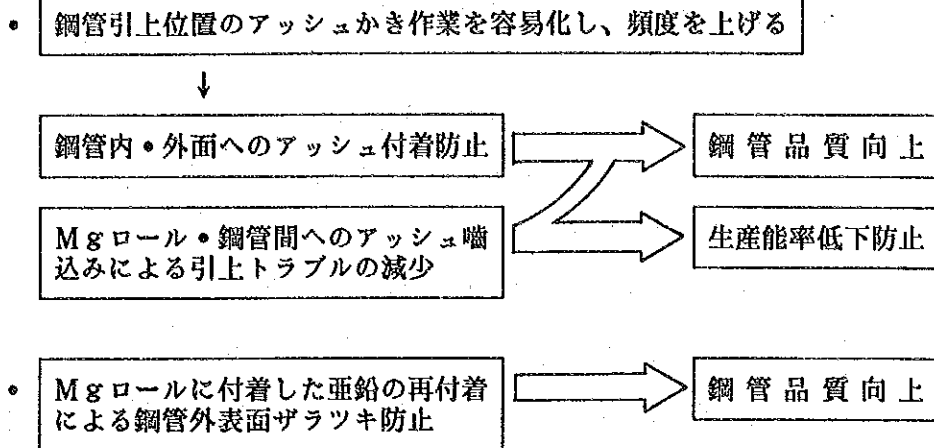 • 鋼管引上位置のアッシュかき作業を容易化し、頻度を上げる
↓
鋼管内・外面へのアッシュ付着防止
鋼管品質向上
Mgロール・鋼管間へのアッシュ嚙
込みによる引上トラブルの減少
生産能率低下防止
• Mgロールに付着した亜鉛の再付着
による鋼管外表面ザラツキ防止
鋼管品質向上